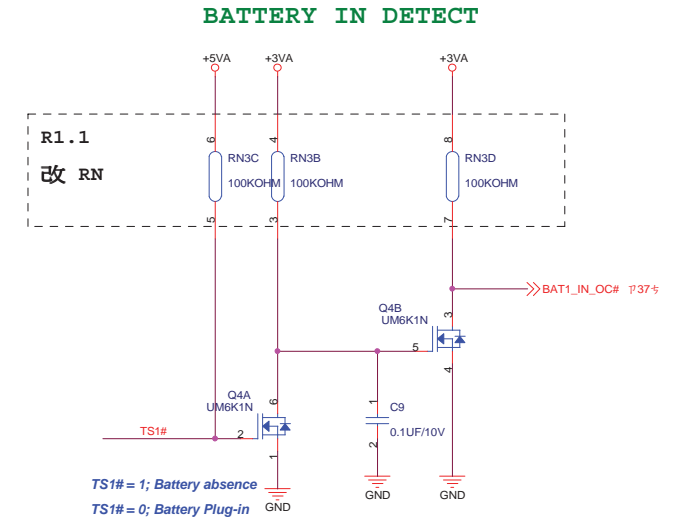 BATTERY IN DETECT
+5VA
+3VA
+3VA
R1.1
改 RN
6
4
8
RN3C
RN3B
RN3D
100KOHM
100KOHM
100KOHM
5
3
7
BAT1_IN_OC# ㄗ37ㄘ
Q4B
UM6K1N
3
5
4
Q4A
UM6K1N
6
TS1#
2
1
1
C9
0.1UF/10V
2
TS1# = 1; Battery absence
TS1# = 0; Battery Plug-in
GND
GND
GND